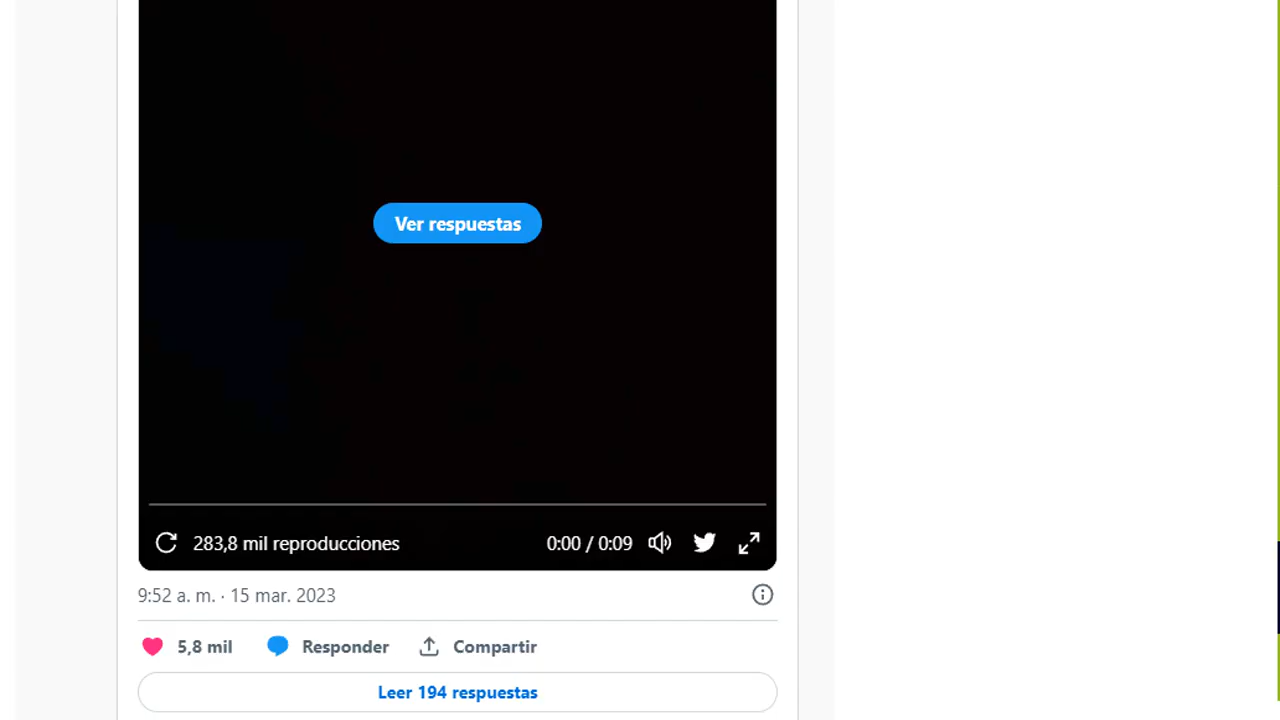 Ver respuestas
283,8 mil reproducciones
0:00 / 0:09
9:52 a. m. · 15 mar. 2023
5,8 mil
Responder
Compartir
Leer 194 respuestas